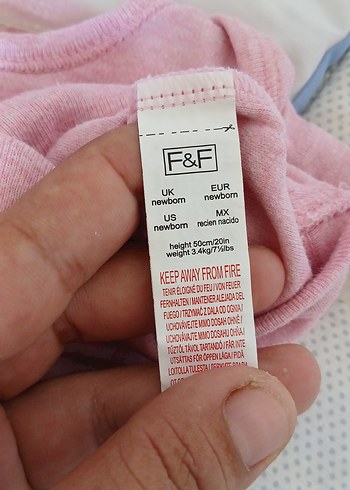 F&F
UK EUR
newborn newborn
US MX
newborn recien nacido
height 50cm/20in
weight 3.4kg/7½lbs
KEEP AWAY FROM FIRE
TENIR ÉLOIGNÉ DU FEU / VON FEUER
FERNHALTEN / MANTENER ALEJADA DEL
FUEGO / TRZYMAĆ Z DALA OD OGNIA /
UCHOVÁVEJTE MIMO DOSAH OHNĚ /
UCHOVÁVAJTE MIMO DOSAHU OHŇA /
TŰZTŐL TÁVOL TARTANDÓ / FÅR INTE
UTSÄTTAS FÖR ÖPPEN LÅGA / PIDÄ
LOITOLLA TULESTA /